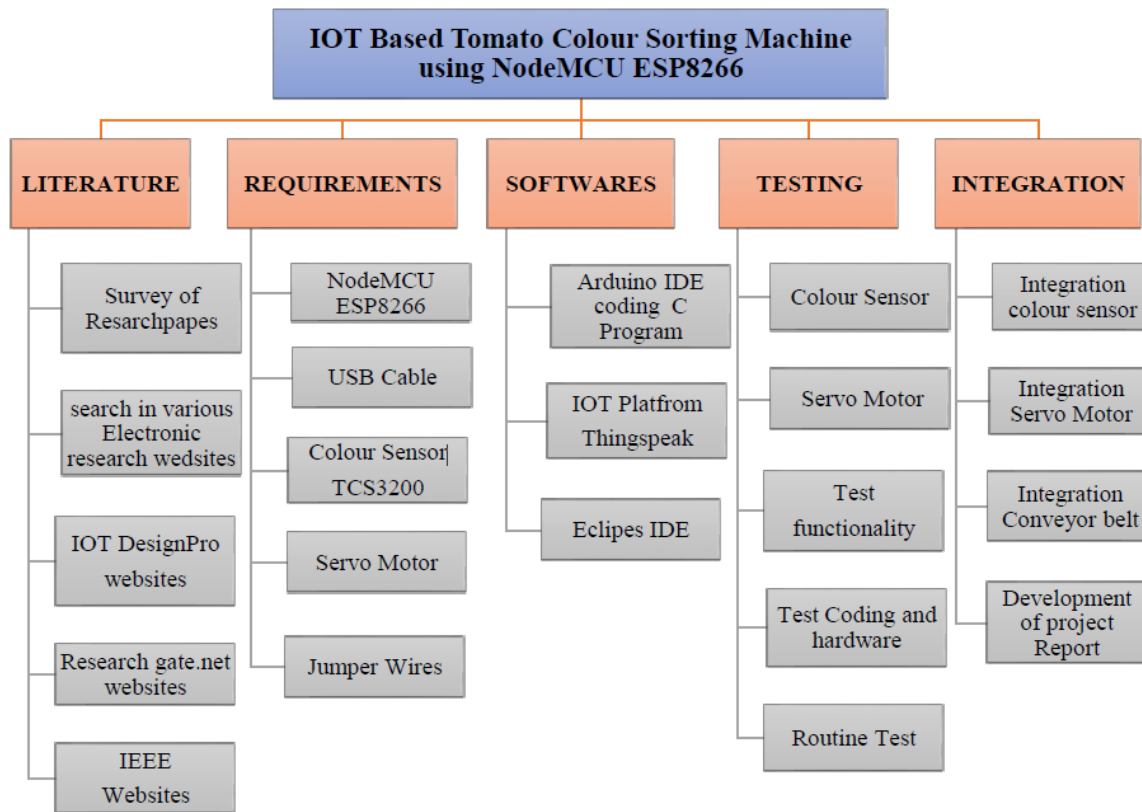 IOT Based Tomato Colour Sorting Machine
using NodeMCU ESP8266
LITERATURE
Survey of
Resarchpapes
search in various
Electronic
research wedsites
IOT DesignPro
websites
Research gate.net
websites
IEEE
Websites
REQUIREMENTS
NodeMCU
ESP8266
USB Cable
Colour Sensor
TCS3200
Servo Motor
Jumper Wires
SOFTWARES
Arduino IDE
coding C
Program
IOT Platfrom
Thingspeak
Eclipes IDE
TESTING
Colour Sensor
Servo Motor
Test
functionality
Test Coding and
hardware
Routine Test
INTEGRATION
Integration
colour sensor
Integration
Servo Motor
Integration
Conveyor belt
Development
of project
Report